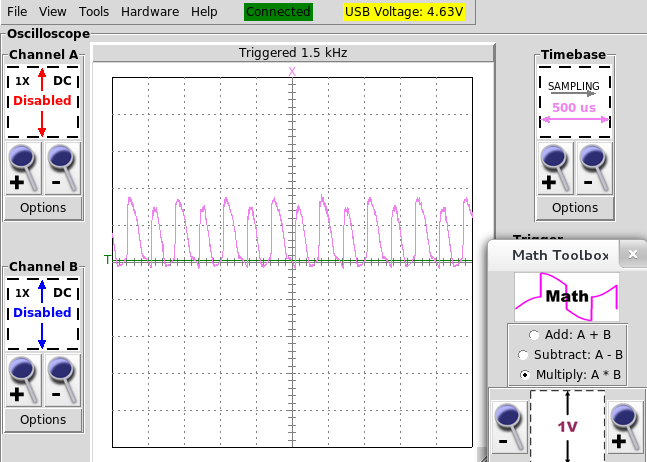 File View Tools Hardware Help Connected USB Voltage: 4.63V
Oscilloscope
Channel A
1X DC
Disabled
+ -
Options
Channel B
1X DC
Disabled
+ -
Options
Triggered 1.5 kHz
X
T
Timebase
SAMPLING
500 us
+ -
Options
Math Toolbox
Math
Add: A + B
Subtract: A - B
Multiply: A * B
- 1V +